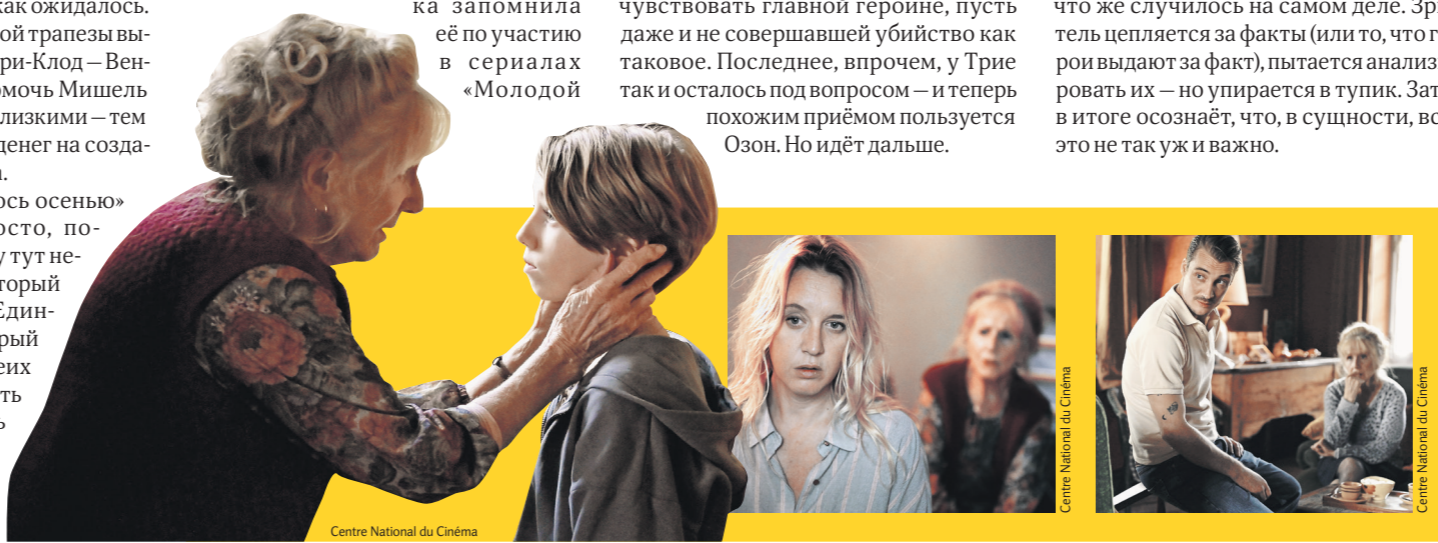 как ожидалось.
ой трапезы вы-
ри-Клод – Вен-
омочь Мишель
лизкими – тем
денег на созда-
ось осенью»
осто, по-
у тут не-
торый
Един-
рый
еих
ть
ь
ка запомнила
её по участию
в сериалах
«Молодой
чувствовать главной героине, пусть
даже и не совершавшей убийство как
таковое. Последнее, впрочем, у Трие
так и осталось под вопросом – и теперь
похожим приёмом пользуется
Озон. Но идёт дальше.
что же случилось на самом деле. Зри
тель цепляется за факты (или то, что г
рои выдают за факт), пытается анализи
ровать их – но упирается в тупик. Зат
в итоге осознаёт, что, в сущности, вс
это не так уж и важно.
Centre National du Cinéma
Centre National du Cinéma
Centre National du Cinéma